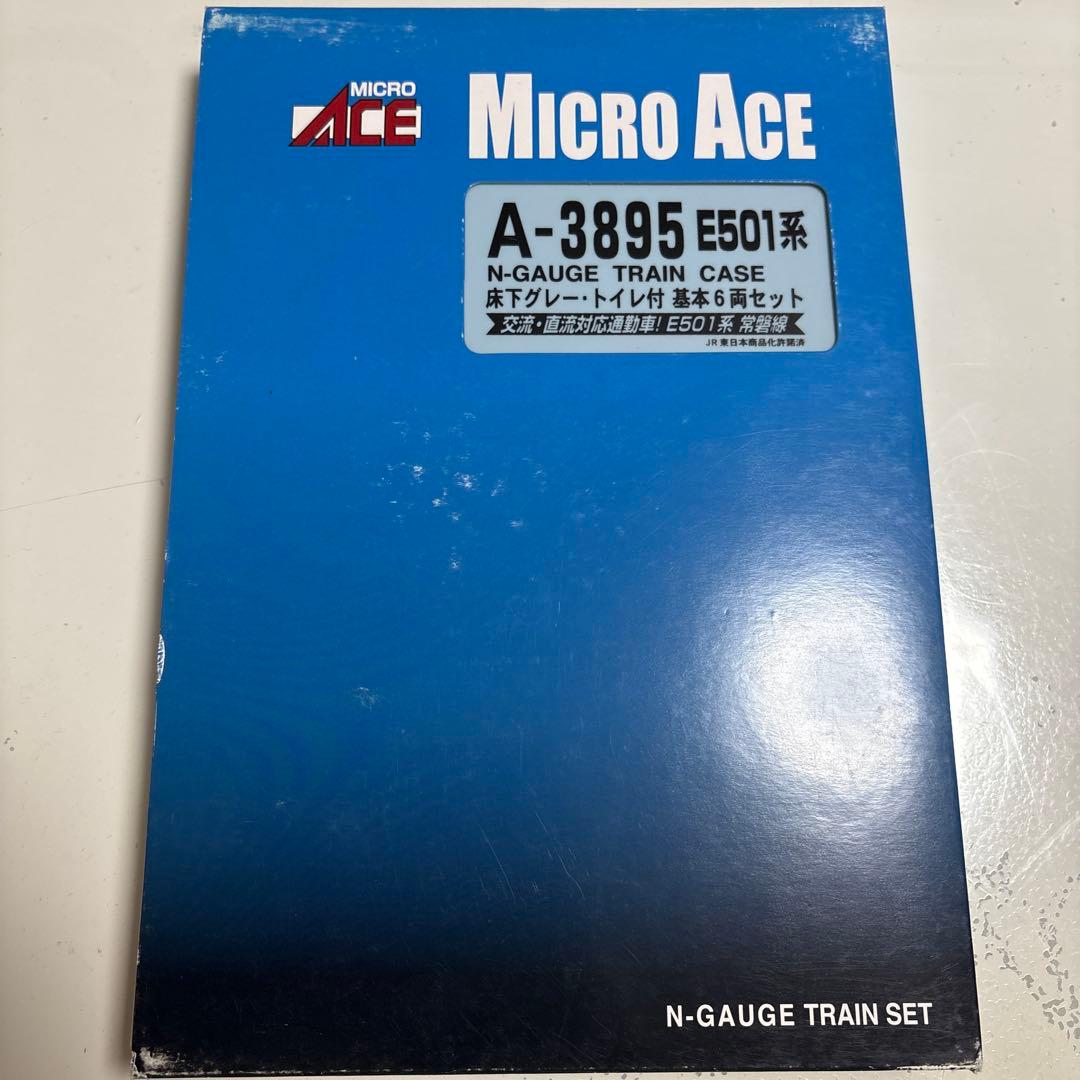 MICRO
ACE
MICRO ACE
A-3895 E501系
N-GAUGE TRAIN CASE
床下グレー・トイレ付 基本6両セット
交流・直流対応通勤車! E501系 常磐線
JR東日本商品化許諾済
N-GAUGE TRAIN SET